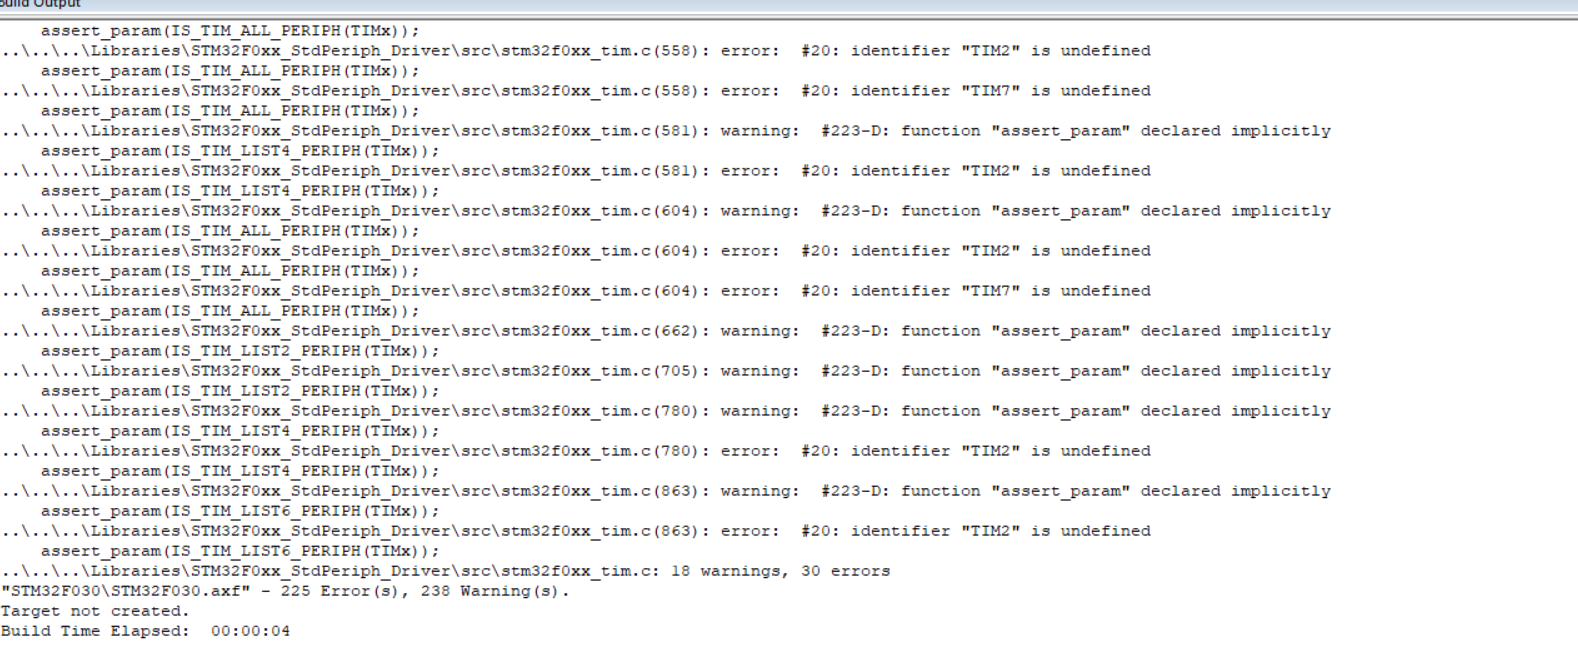 Build Output
    assert_param(IS_TIM_ALL_PERIPH(TIMx));
..\..\..\Libraries\STM32F0xx_StdPeriph_Driver\src\stm32f0xx_tim.c(558): error:  #20: identifier "TIM2" is undefined
    assert_param(IS_TIM_ALL_PERIPH(TIMx));
..\..\..\Libraries\STM32F0xx_StdPeriph_Driver\src\stm32f0xx_tim.c(558): error:  #20: identifier "TIM7" is undefined
    assert_param(IS_TIM_ALL_PERIPH(TIMx));
..\..\..\Libraries\STM32F0xx_StdPeriph_Driver\src\stm32f0xx_tim.c(581): warning:  #223-D: function "assert_param" declared implicitly
    assert_param(IS_TIM_LIST4_PERIPH(TIMx));
..\..\..\Libraries\STM32F0xx_StdPeriph_Driver\src\stm32f0xx_tim.c(581): error:  #20: identifier "TIM2" is undefined
    assert_param(IS_TIM_LIST4_PERIPH(TIMx));
..\..\..\Libraries\STM32F0xx_StdPeriph_Driver\src\stm32f0xx_tim.c(604): warning:  #223-D: function "assert_param" declared implicitly
    assert_param(IS_TIM_ALL_PERIPH(TIMx));
..\..\..\Libraries\STM32F0xx_StdPeriph_Driver\src\stm32f0xx_tim.c(604): error:  #20: identifier "TIM2" is undefined
    assert_param(IS_TIM_ALL_PERIPH(TIMx));
..\..\..\Libraries\STM32F0xx_StdPeriph_Driver\src\stm32f0xx_tim.c(604): error:  #20: identifier "TIM7" is undefined
    assert_param(IS_TIM_ALL_PERIPH(TIMx));
..\..\..\Libraries\STM32F0xx_StdPeriph_Driver\src\stm32f0xx_tim.c(662): warning:  #223-D: function "assert_param" declared implicitly
    assert_param(IS_TIM_LIST2_PERIPH(TIMx));
..\..\..\Libraries\STM32F0xx_StdPeriph_Driver\src\stm32f0xx_tim.c(705): warning:  #223-D: function "assert_param" declared implicitly
    assert_param(IS_TIM_LIST2_PERIPH(TIMx));
..\..\..\Libraries\STM32F0xx_StdPeriph_Driver\src\stm32f0xx_tim.c(780): warning:  #223-D: function "assert_param" declared implicitly
    assert_param(IS_TIM_LIST4_PERIPH(TIMx));
..\..\..\Libraries\STM32F0xx_StdPeriph_Driver\src\stm32f0xx_tim.c(780): error:  #20: identifier "TIM2" is undefined
    assert_param(IS_TIM_LIST4_PERIPH(TIMx));
..\..\..\Libraries\STM32F0xx_StdPeriph_Driver\src\stm32f0xx_tim.c(863): warning:  #223-D: function "assert_param" declared implicitly
    assert_param(IS_TIM_LIST6_PERIPH(TIMx));
..\..\..\Libraries\STM32F0xx_StdPeriph_Driver\src\stm32f0xx_tim.c(863): error:  #20: identifier "TIM2" is undefined
    assert_param(IS_TIM_LIST6_PERIPH(TIMx));
..\..\..\Libraries\STM32F0xx_StdPeriph_Driver\src\stm32f0xx_tim.c: 18 warnings, 30 errors
"STM32F030\STM32F030.axf" - 225 Error(s), 238 Warning(s).
Target not created.
Build Time Elapsed:  00:00:04